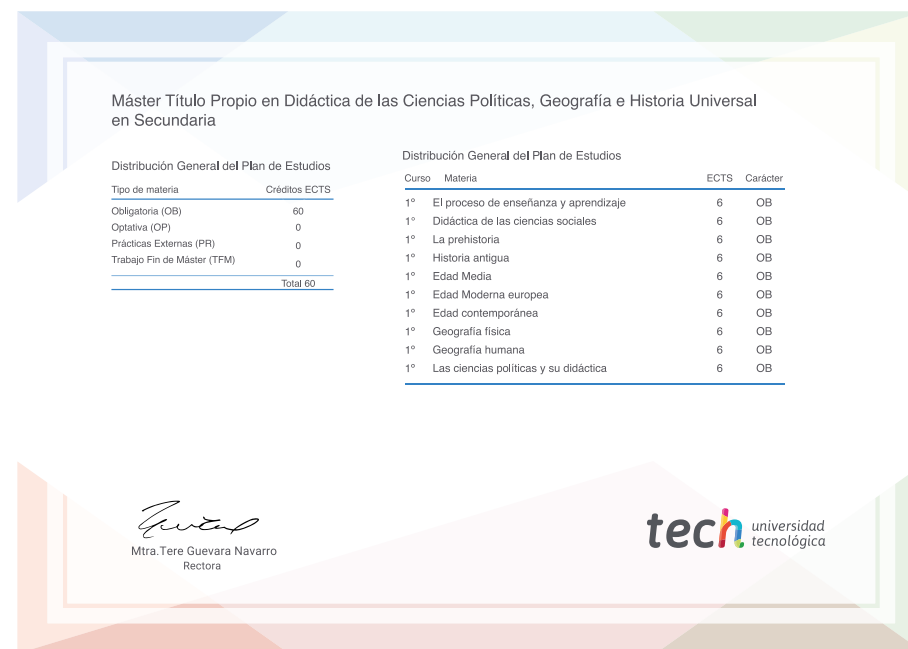 Máster Título Propio en Didáctica de las Ciencias Políticas, Geografía e Historia Universal
en Secundaria
Distribución General del Plan de Estudios
Tipo de materia Créditos ECTS
Obligatoria (OB) 60
Optativa (OP) 0
Prácticas Externas (PR) 0
Trabajo Fin de Máster (TFM) 0
Total 60
Distribución General del Plan de Estudios
Curso Materia ECTS Carácter
1º El proceso de enseñanza y aprendizaje 6 OB
1º Didáctica de las ciencias sociales 6 OB
1º La prehistoria 6 OB
1º Historia antigua 6 OB
1º Edad Media 6 OB
1º Edad Moderna europea 6 OB
1º Edad contemporánea 6 OB
1º Geografía física 6 OB
1º Geografía humana 6 OB
1º Las ciencias políticas y su didáctica 6 OB
Mtra.Tere Guevara Navarro
Rectora
tech universidad
tecnológica